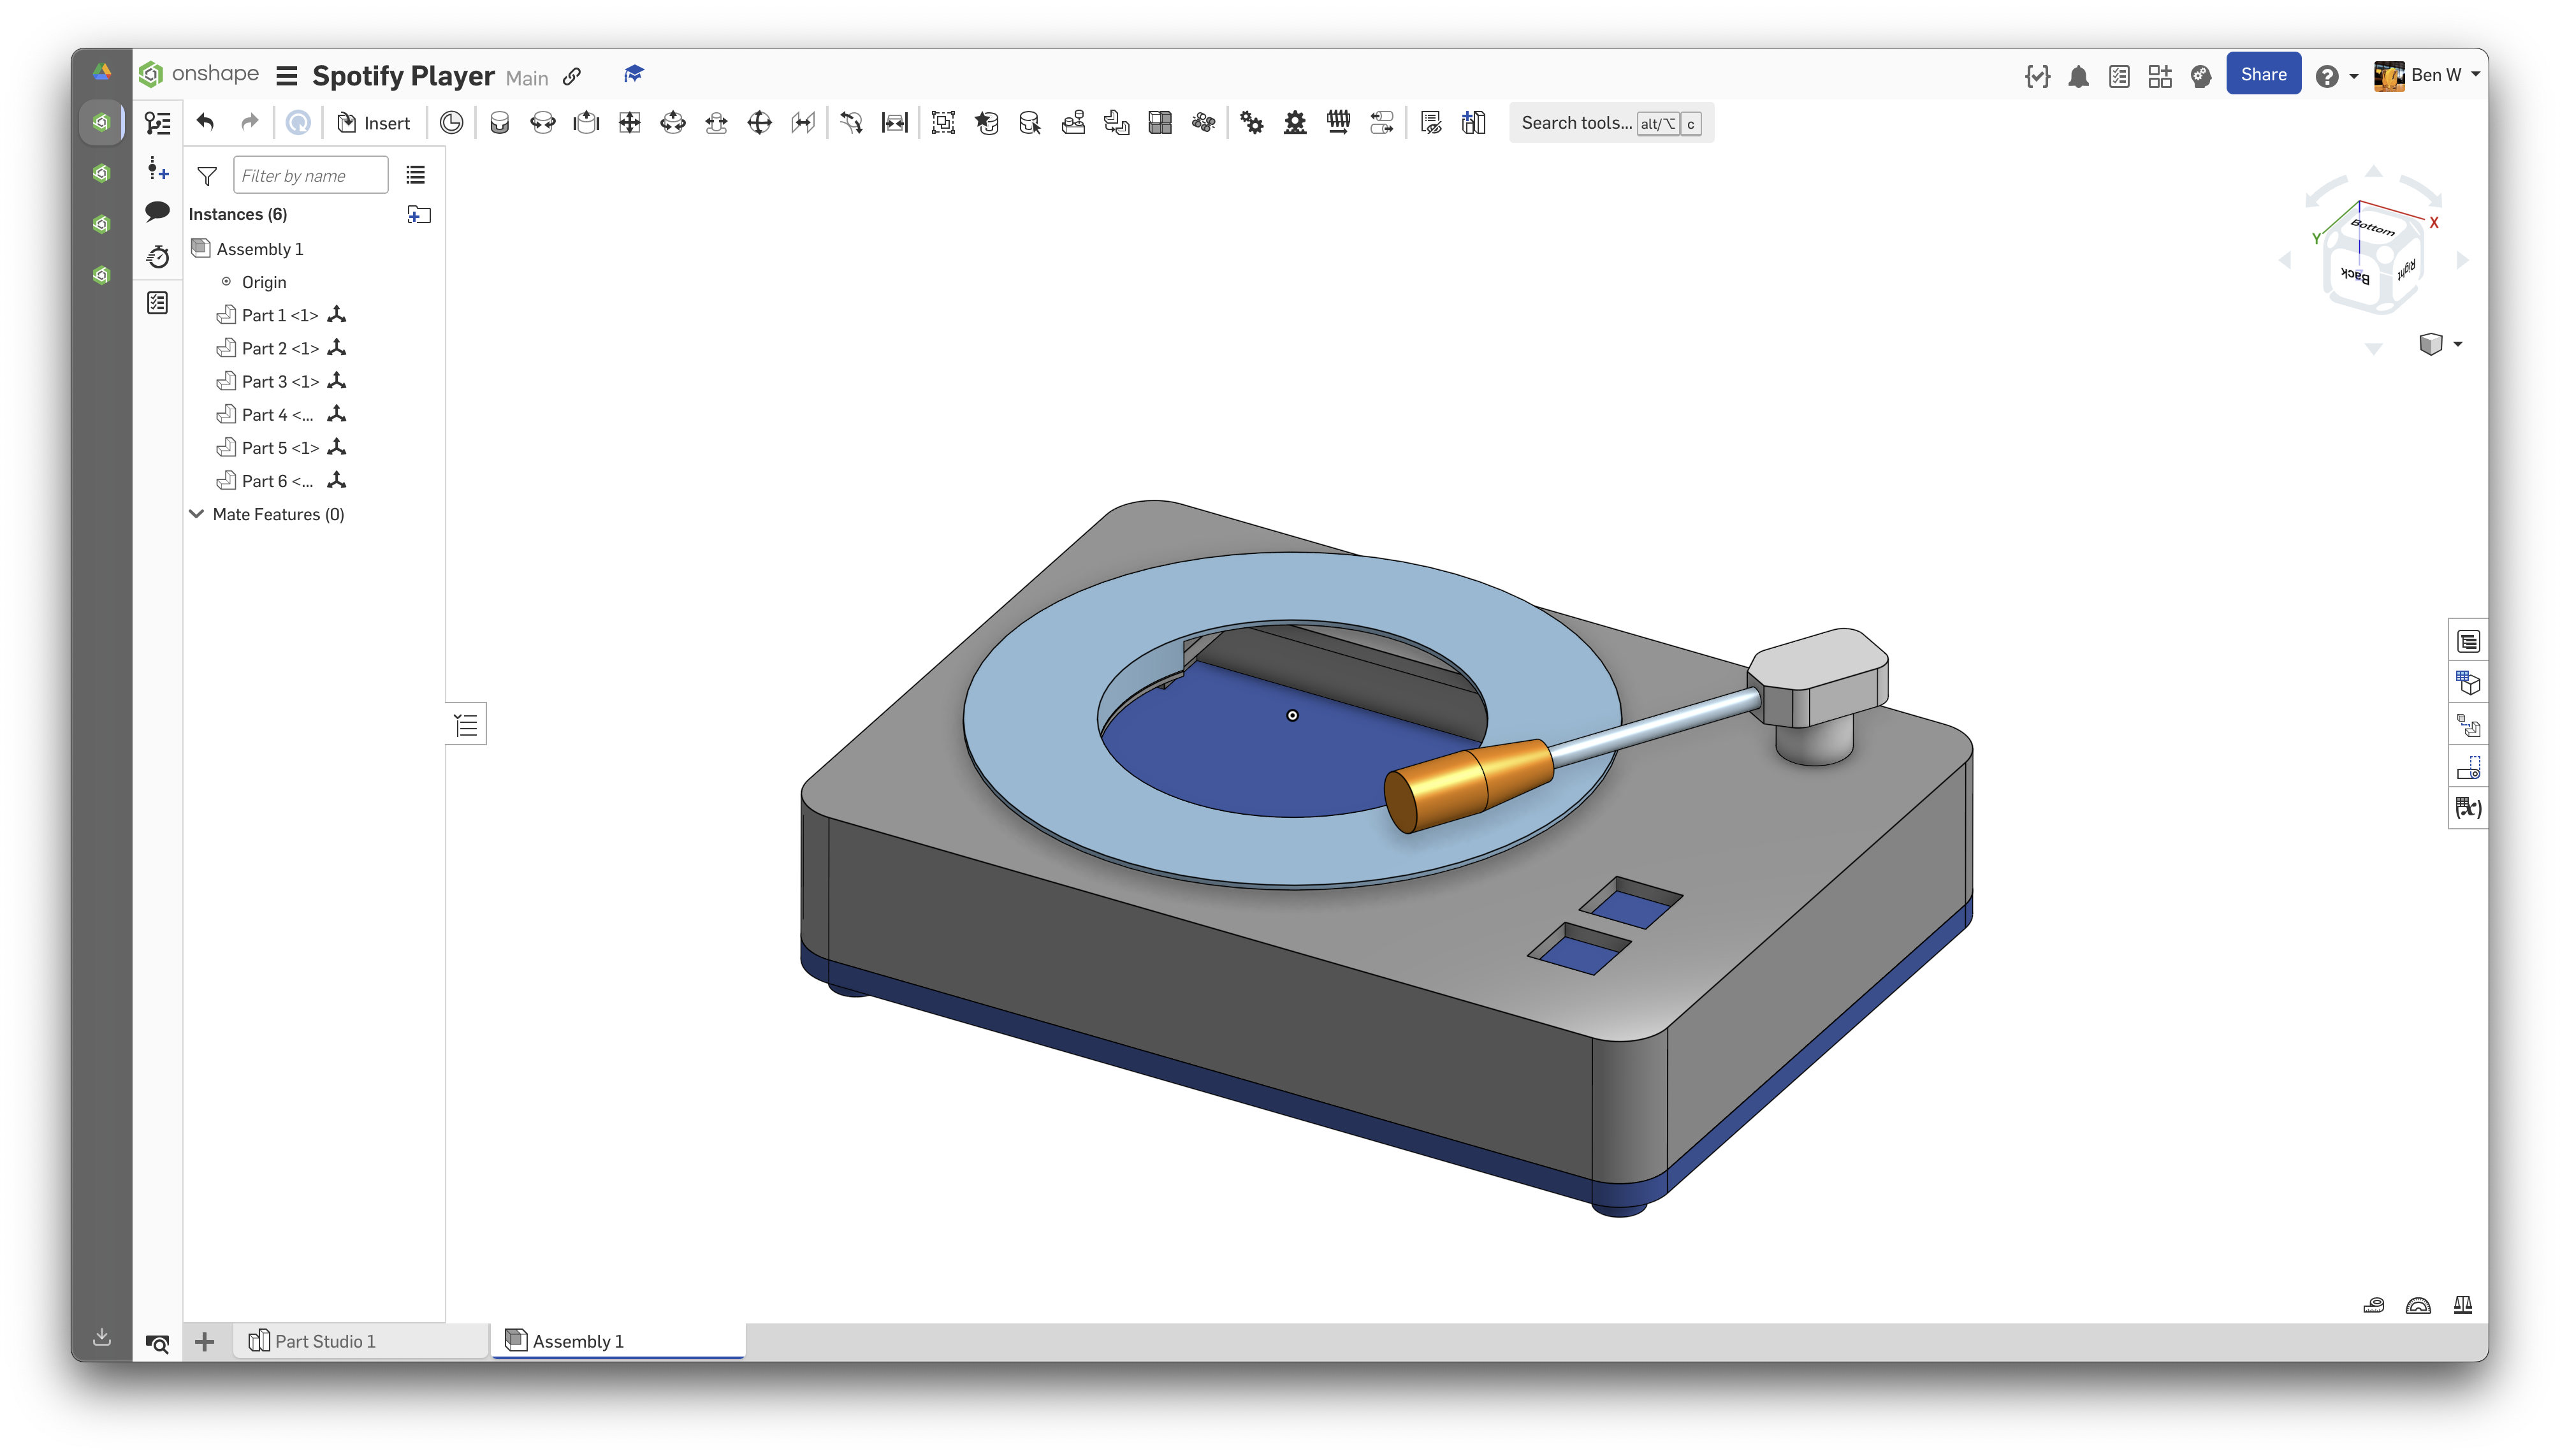 onshape Spotify Player Main Share Ben W
Insert Search tools... alt/⌥ c
Filter by name
Instances (6)
Assembly 1
Origin
Part 1 <1>
Part 2 <1>
Part 3 <1>
Part 4 <...
Part 5 <1>
Part 6 <...
Mate Features (0)
Bottom
X
Y
Back
Right
(x)
Part Studio 1 Assembly 1